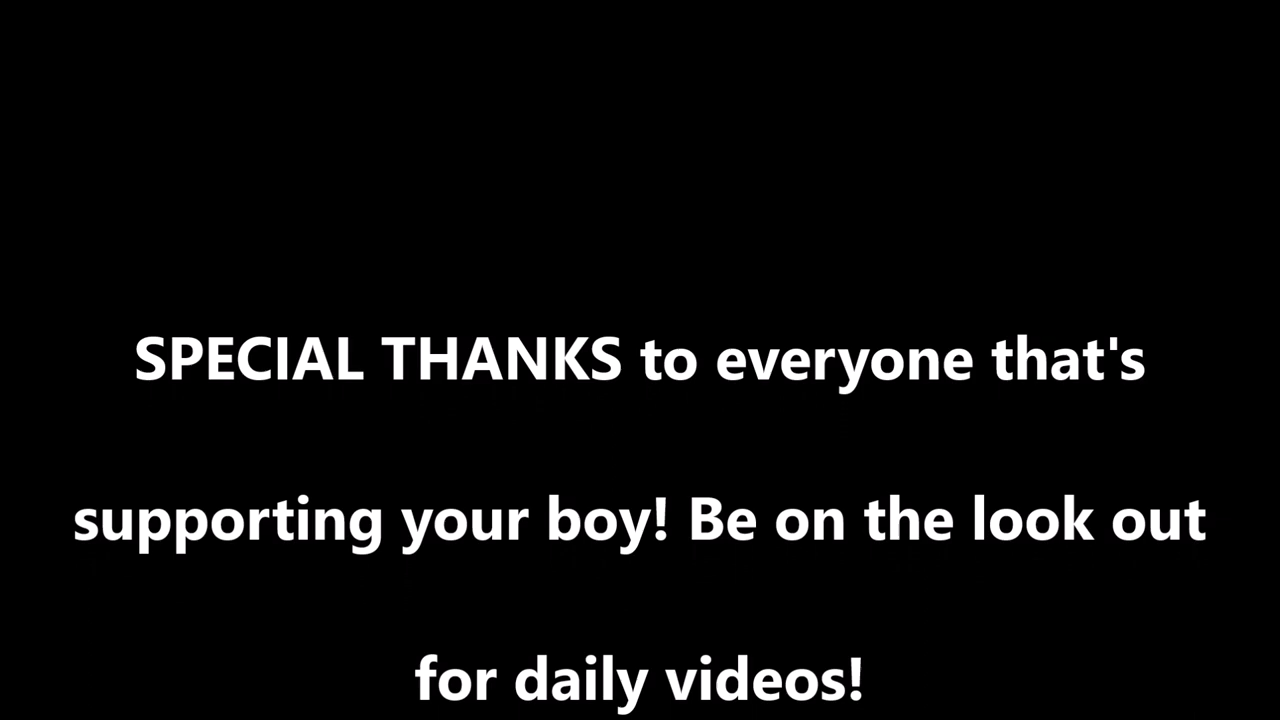 SPECIAL THANKS to everyone that's
supporting your boy! Be on the look out
for daily videos!